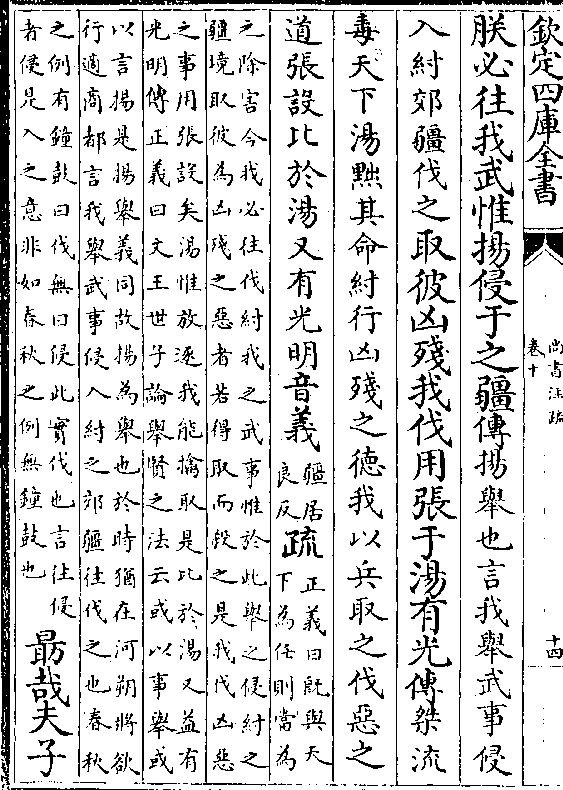 欽定四庫全書
尚書注疏
卷十
十四
朕必往我武惟揚侵于之疆傳揚舉也言我舉武事侵
入紂郊疆伐之取彼凶殘我伐用張于湯有光傳桀流
毒天下湯黜其命紂行凶殘之德我以兵取之伐惡之
道張設比於湯又有光明音義疆居
良反疏正義曰既與天
下為任則當為
之除害今我必往伐紂我之武事惟於此舉之侵紂之
疆境取彼為凶殘之惡者若得取而殺之是我伐凶惡
之事用張設矣湯惟放逐我能擒取是比於湯又益有
光明傳正義曰文王世子論舉賢之法云或以事舉或
以言揚是揚舉義同故揚為舉也於時猶在河朔將欲
行適商都言我舉武事侵入紂之郊疆往伐之也春秋
之例有鐘鼓曰伐無曰侵此實伐也言往侵
者侵是入之意非如春秋之例無鐘鼓也
勗哉夫子